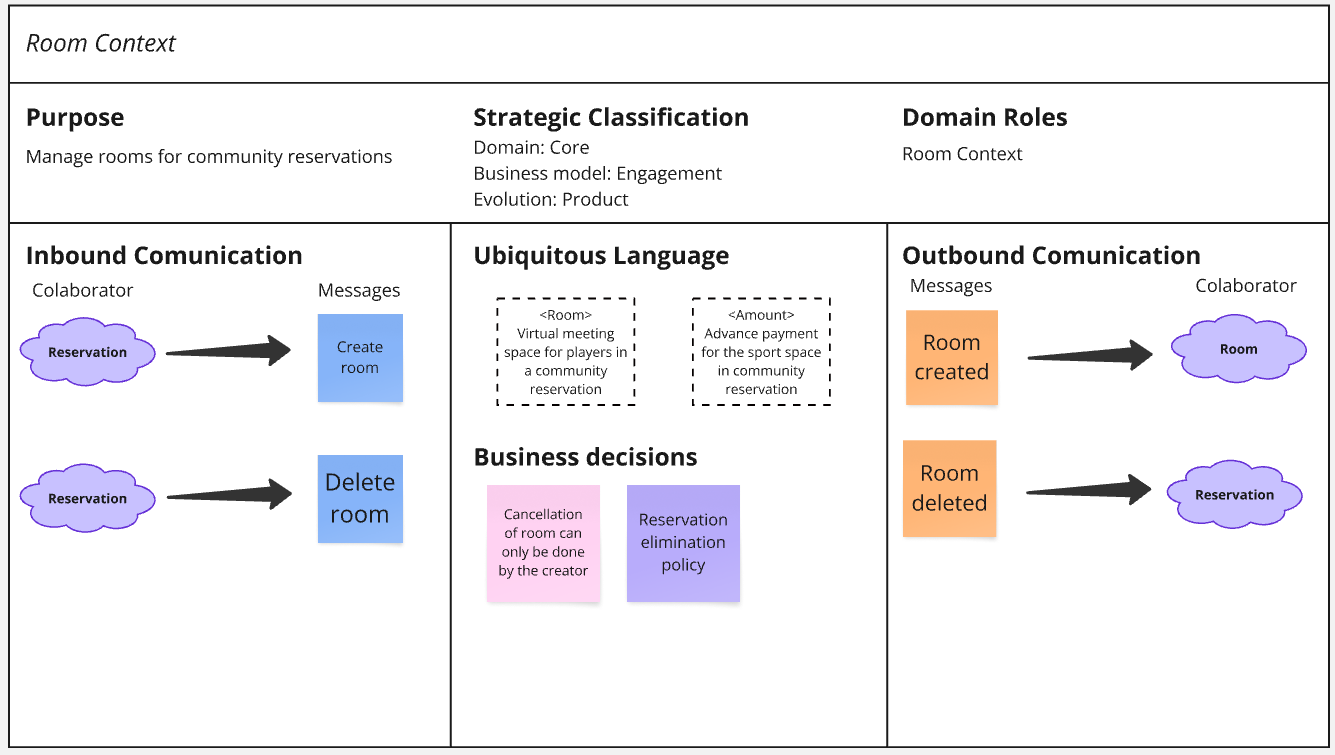 Room Context
Purpose
Manage rooms for community reservations
Strategic Classification
Domain: Core
Business model: Engagement
Evolution: Product
Domain Roles
Room Context
Inbound Comunication
Colaborator
Messages
Reservation
Create
room
Reservation
Delete
room
Ubiquitous Language
<Room>
Virtual meeting
space for players in
a community
reservation
<Amount>
Advance payment
for the sport space
in community
reservation
Business decisions
Cancellation
of room can
only be done
by the creator
Reservation
elimination
policy
Outbound Comunication
Messages
Colaborator
Room
created
Room
Room
deleted
Reservation